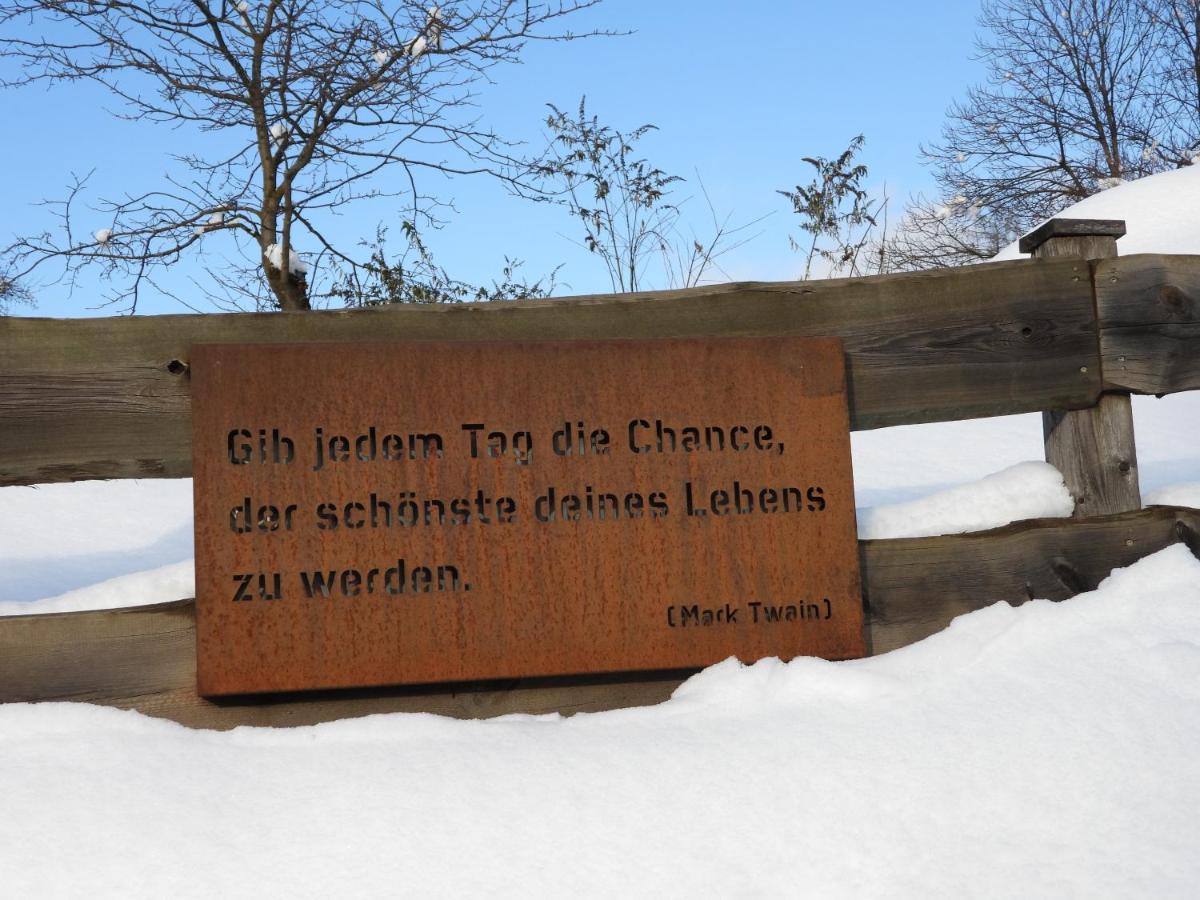 Gib jedem Tag die Chance,
der schönste deines Lebens
zu werden.
(Mark Twain)